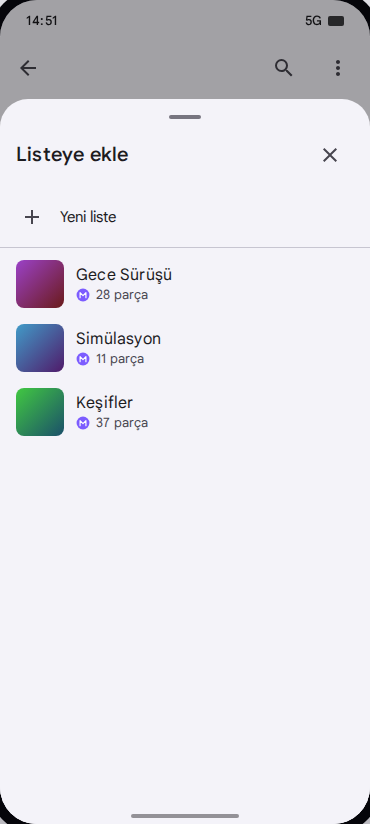 14:51
5G
Listeye ekle
Yeni liste
Gece Sürüşü
28 parça
Simülasyon
11 parça
Keşifler
37 parça